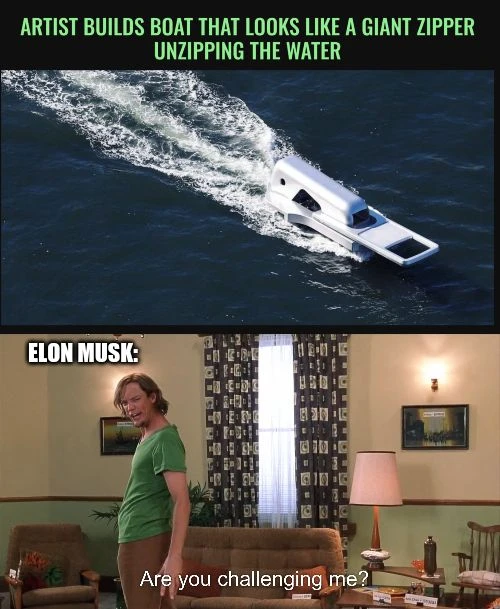 ARTIST BUILDS BOAT THAT LOOKS LIKE A GIANT ZIPPER
UNZIPPING THE WATER
ELON MUSK:
Are you challenging me?